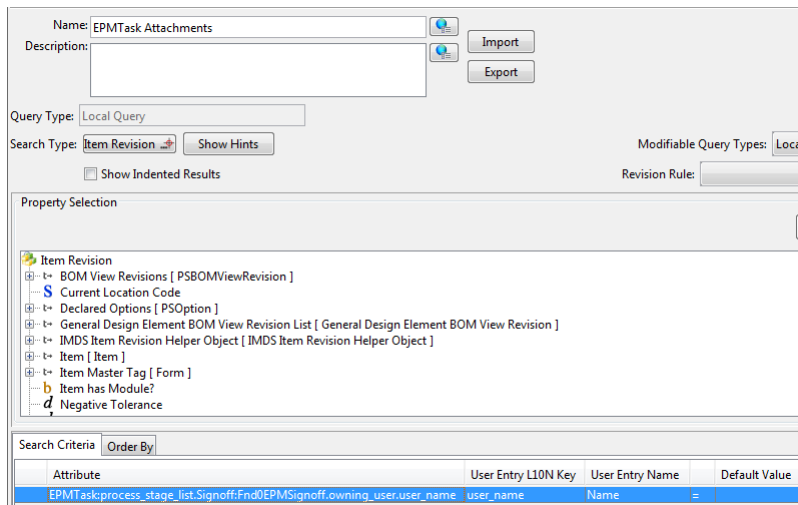 Name: EPMTask Attachments
Import
Description:
Export
Query Type: Local Query
Search Type: Item Revision Show Hints Modifiable Query Types: Loca
Show Indented Results Revision Rule:
Property Selection
Item Revision
BOM View Revisions [ PSBOMViewRevision ]
S Current Location Code
Declared Options [ PSOption ]
General Design Element BOM View Revision List [ General Design Element BOM View Revision ]
IMDS Item Revision Helper Object [ IMDS Item Revision Helper Object ]
Item [ Item ]
Item Master Tag [ Form ]
b Item has Module?
d Negative Tolerance
Search Criteria Order By
Attribute User Entry L10N Key User Entry Name Default Value
EPMTask:process_stage_list.Signoff:Fnd0EPMSignoff.owning_user.user_name user_name Name =